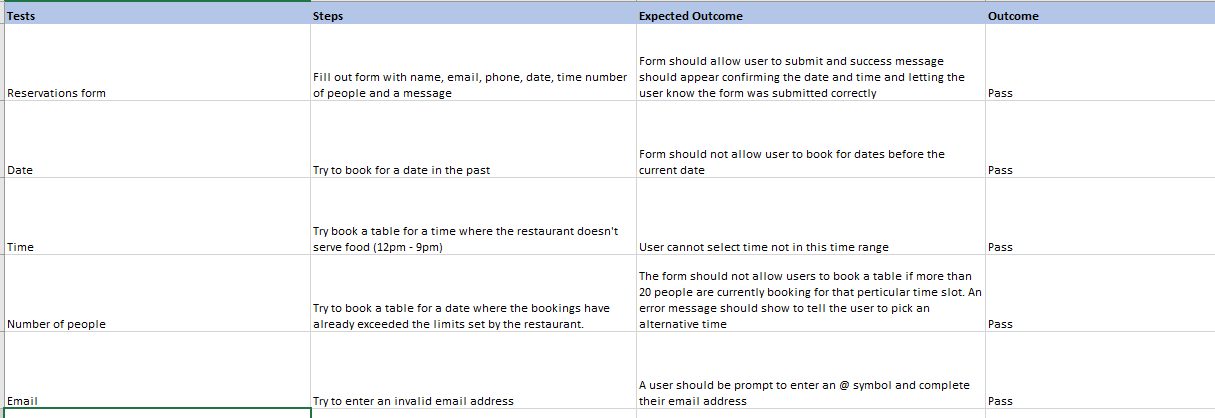 Tests Steps Expected Outcome Outcome
Reservations form
Fill out form with name, email, phone, date, time number
of people and a message
Form should allow user to submit and success message
should appear confirming the date and time and letting the
user know the form was submitted correctly
Pass
Date
Try to book for a date in the past
Form should not allow user to book for dates before the
current date
Pass
Time
Try book a table for a time where the restaurant doesn't
serve food (12pm - 9pm)
User cannot select time not in this time range
Pass
Number of people
Try to book a table for a date where the bookings have
already exceeded the limits set by the restaurant.
The form should not allow users to book a table if more than
20 people are currently booking for that perticular time slot. An
error message should show to tell the user to pick an
alternative time
Pass
Email
Try to enter an invalid email address
A user should be prompt to enter an @ symbol and complete
their email address
Pass